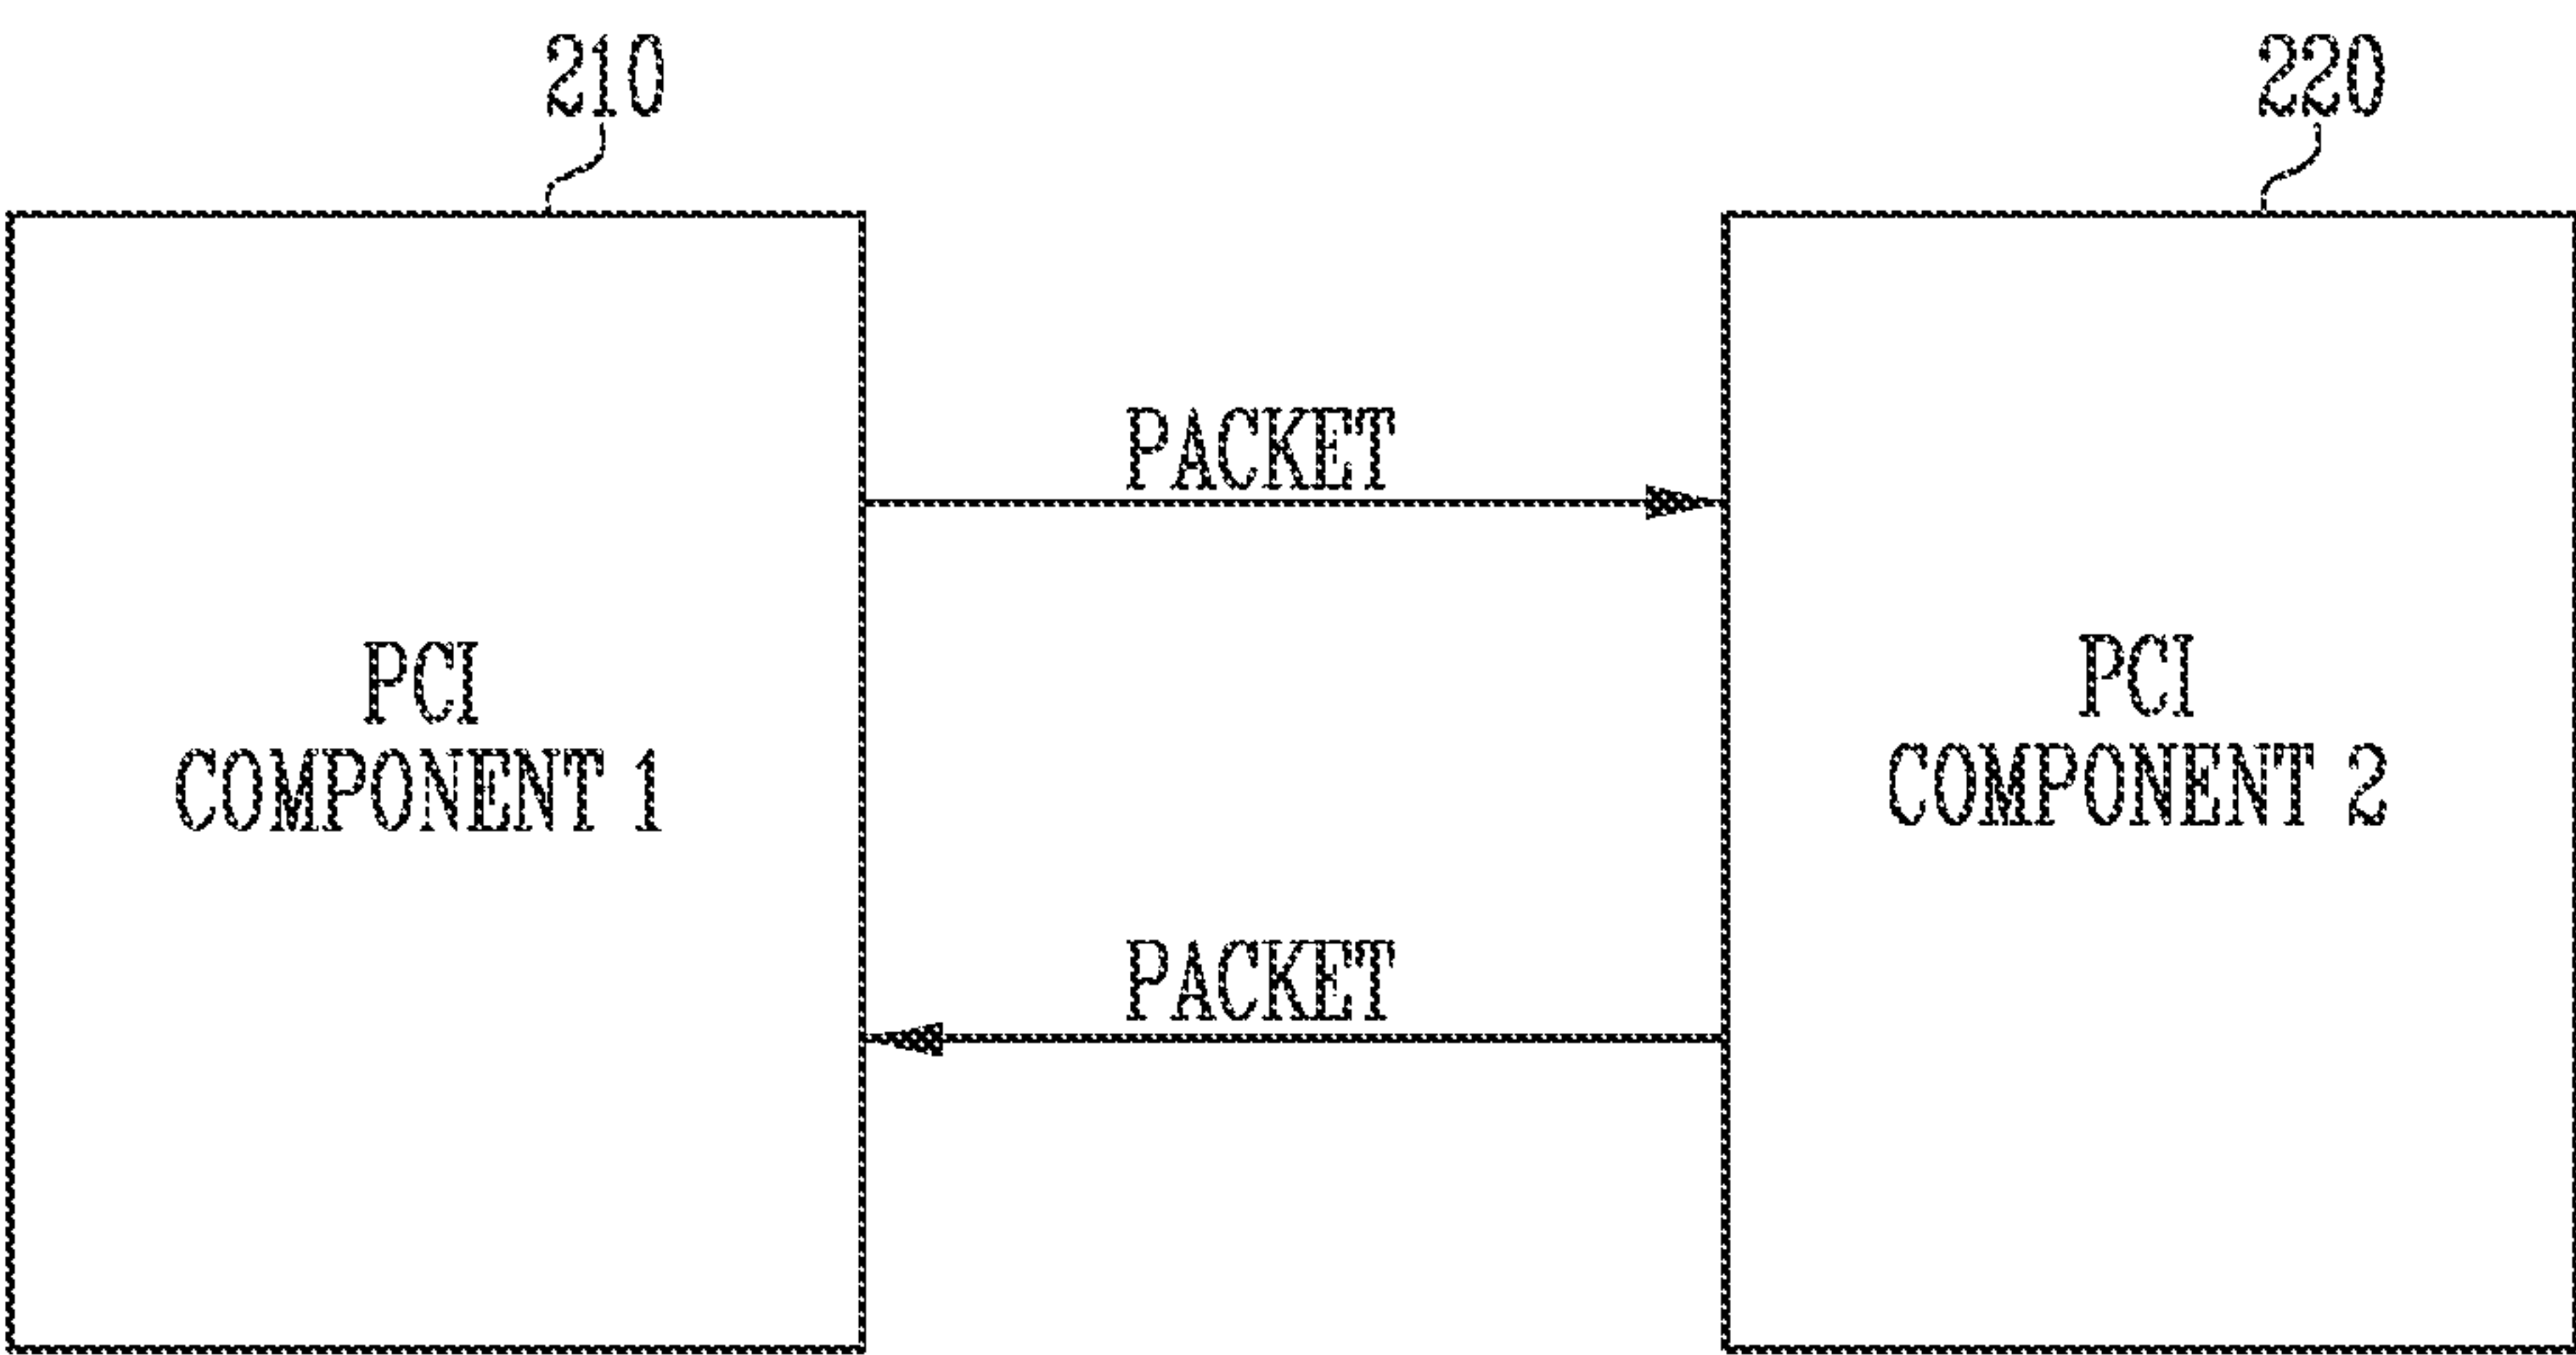 210
220
PACKET
PCI
COMPONENT 1
PCI
COMPONENT 2
PACKET